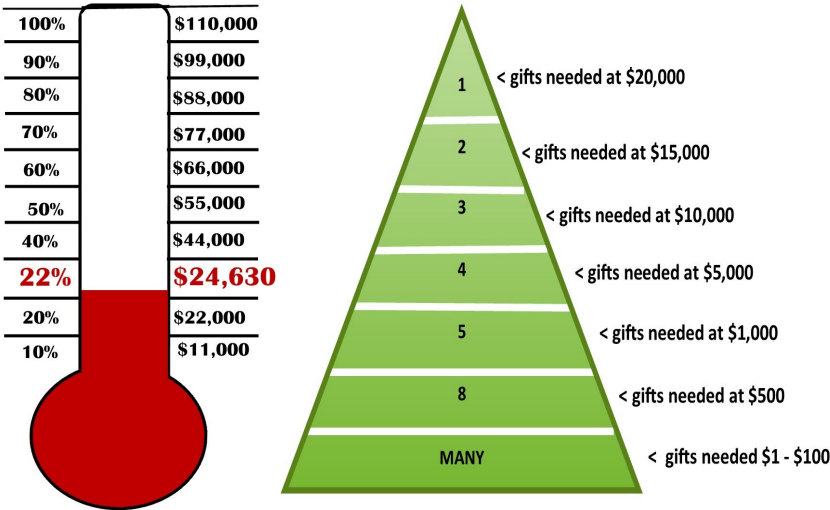 100% $110,000
90% $99,000
80% $88,000
70% $77,000
60% $66,000
50% $55,000
40% $44,000
22% $24,630
20% $22,000
10% $11,000
1 < gifts needed at $20,000
2 < gifts needed at $15,000
3 < gifts needed at $10,000
4 < gifts needed at $5,000
5 < gifts needed at $1,000
8 < gifts needed at $500
MANY < gifts needed $1 - $100